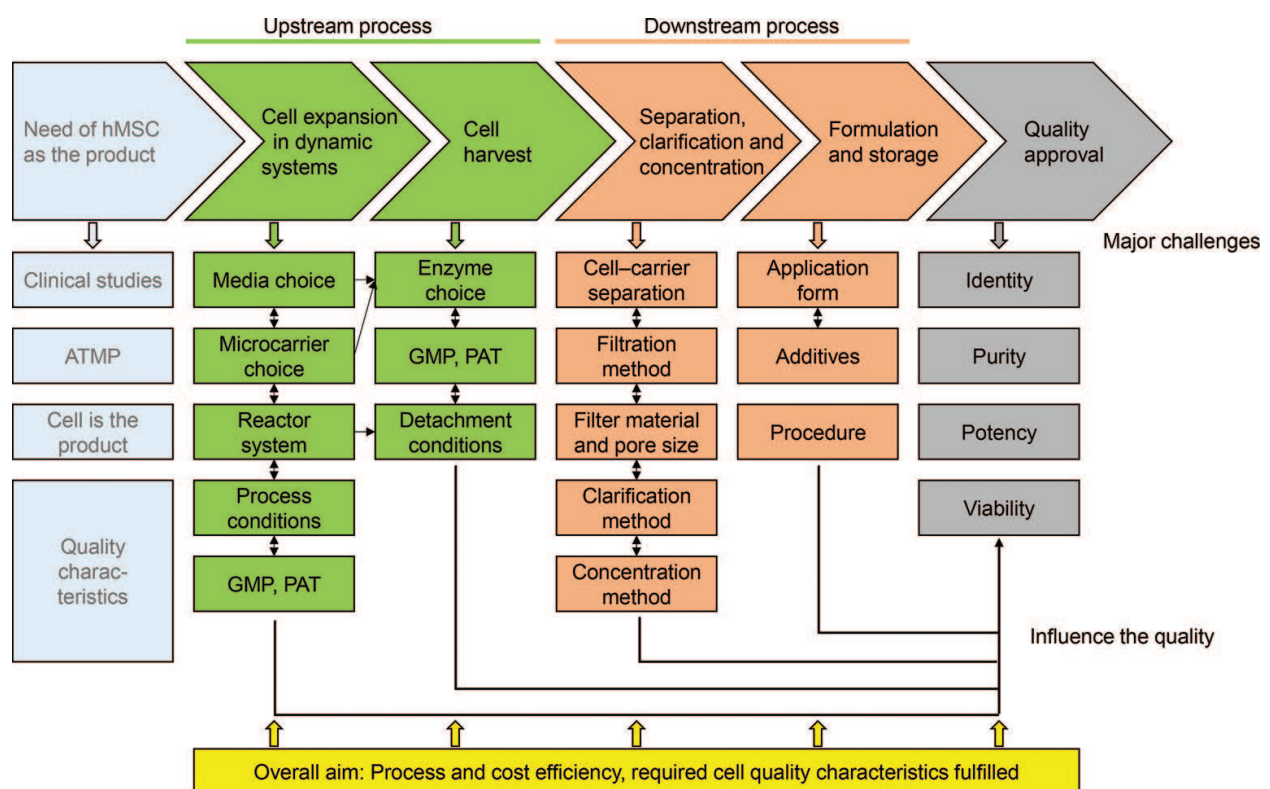 Upstream process
Downstream process
Need of hMSC
as the product
Cell expansion
in dynamic
systems
Cell
harvest
Separation,
clarification and
concentration
Formulation
and storage
Quality
approval
Major challenges
Clinical studies
ATMP
Cell is the
product
Quality
charac-
teristics
Media choice
Microcarrier
choice
Reactor
system
Process
conditions
GMP, PAT
Enzyme
choice
GMP, PAT
Detachment
conditions
Cell–carrier
separation
Filtration
method
Filter material
and pore size
Clarification
method
Concentration
method
Application
form
Additives
Procedure
Identity
Purity
Potency
Viability
Influence the quality
Overall aim: Process and cost efficiency, required cell quality characteristics fulfilled